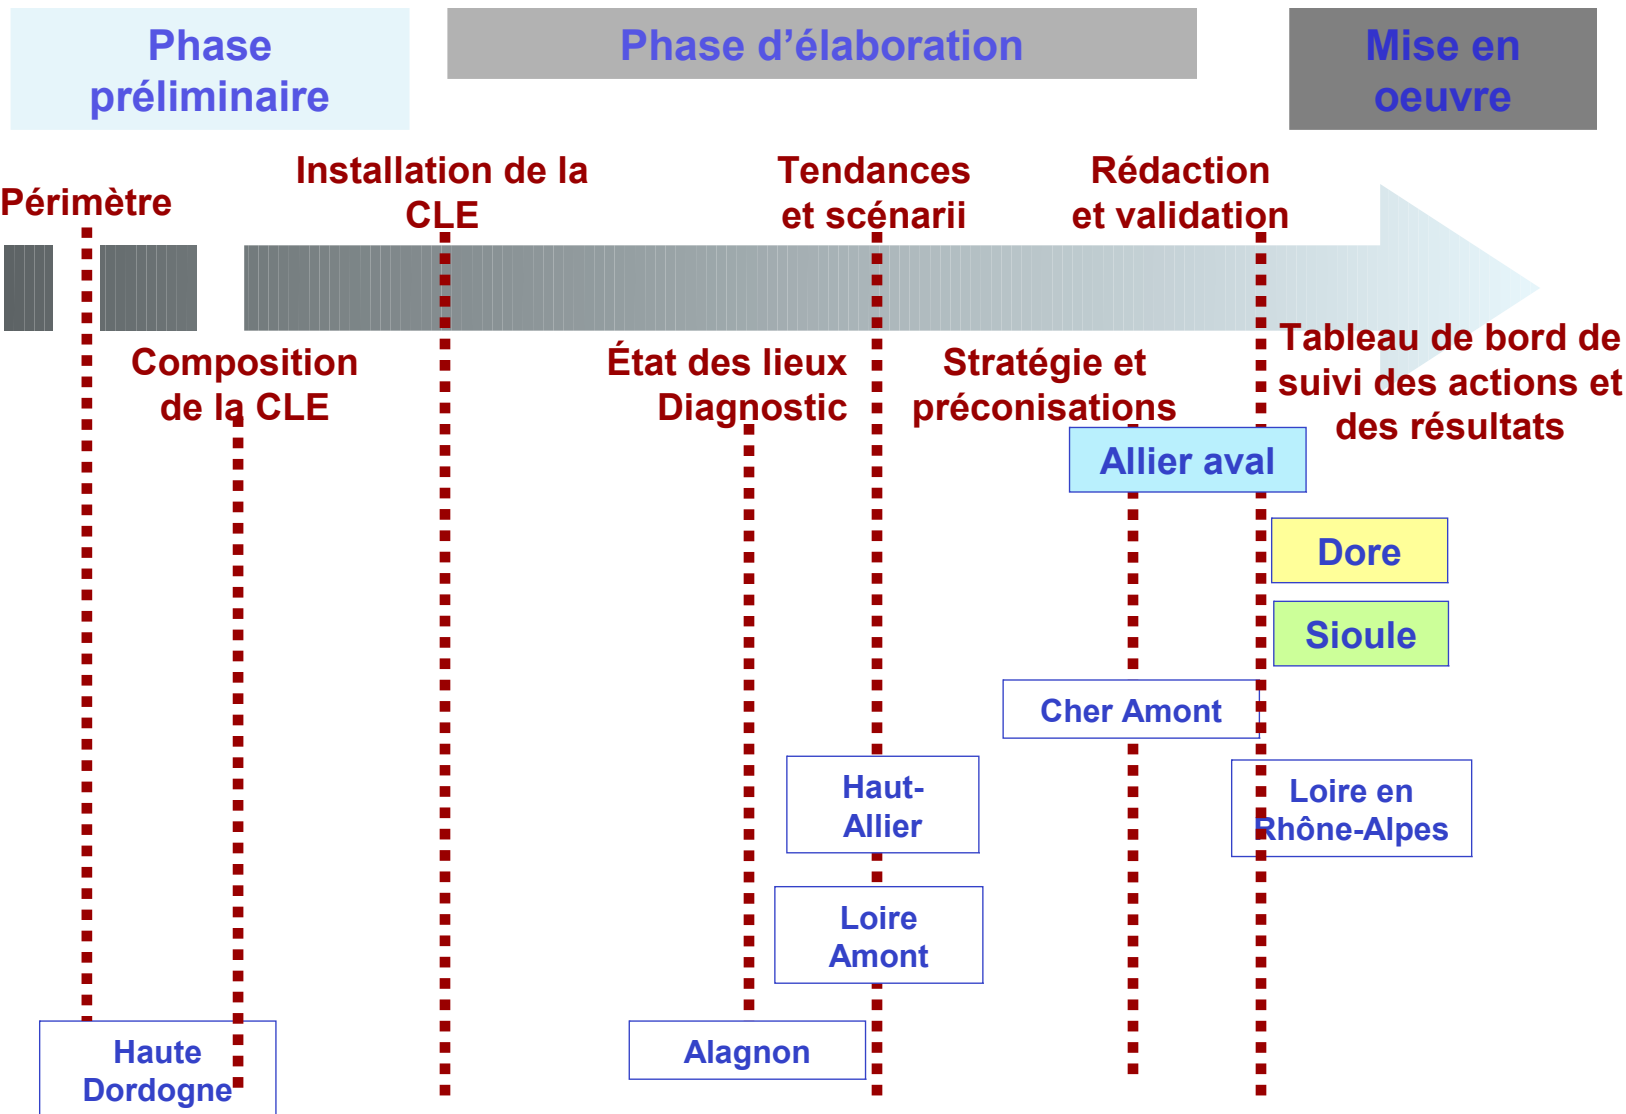 Phase
préliminaire
Phase d’élaboration
Mise en
oeuvre
Périmètre
Installation de la
CLE
Tendances
et scénarii
Rédaction
et validation
Composition
de la CLE
État des lieux
Diagnostic
Stratégie et
préconisations
Tableau de bord de
suivi des actions et
des résultats
Allier aval
Dore
Sioule
Cher Amont
Haut-
Allier
Loire en
Rhône-Alpes
Loire
Amont
Haute
Dordogne
Alagnon